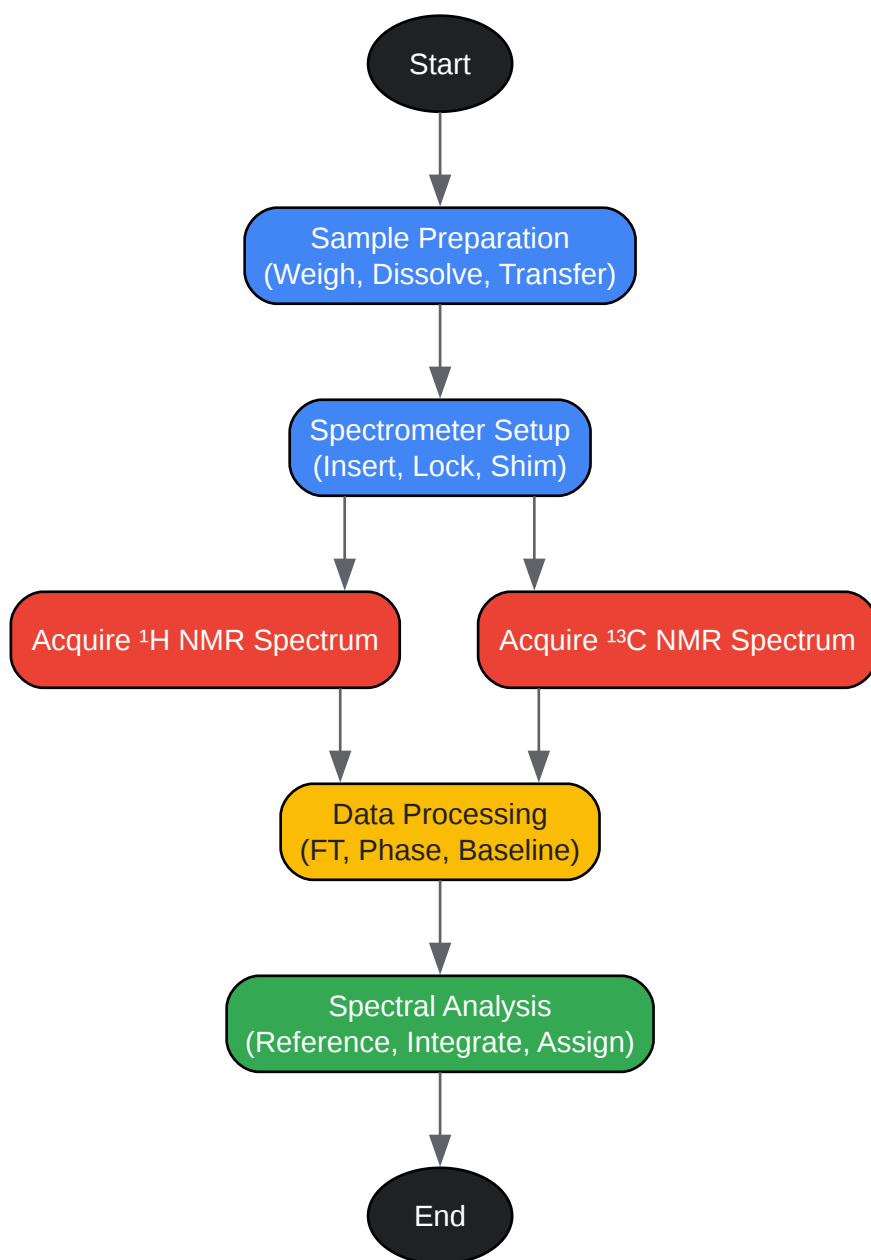 Start
Sample Preparation
(Weigh, Dissolve, Transfer)
Spectrometer Setup
(Insert, Lock, Shim)
Acquire ¹H NMR Spectrum
Acquire ¹³C NMR Spectrum
Data Processing
(FT, Phase, Baseline)
Spectral Analysis
(Reference, Integrate, Assign)
End